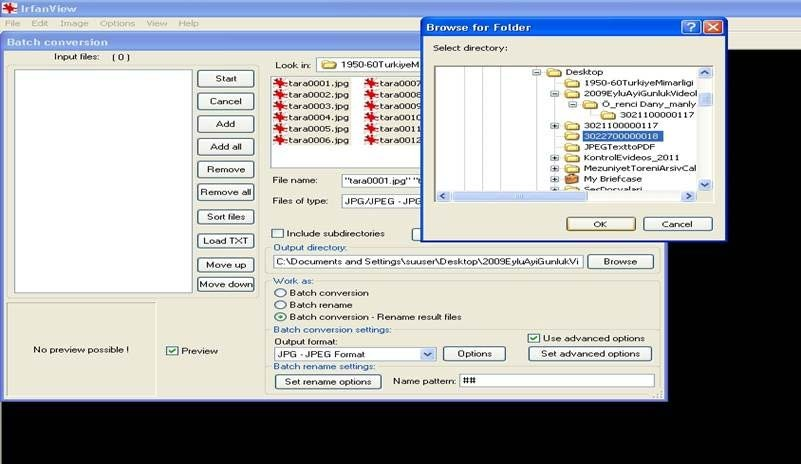 IrfanView
File Edit Image Options View Help
Batch conversion
Input files: ( 0 )
Start
Cancel
Add
Add all
Remove
Remove all
Sort files
Load TXT
Move up
Move down
No preview possible !
Preview
Look in: 1950-60TurkiyeM
tara0001.jpg tara0007
tara0002.jpg tara0008
tara0003.jpg tara0009
tara0004.jpg tara0010
tara0005.jpg tara0011
tara0006.jpg tara0012
File name: "tara0001.jpg" "t
Files of type: JPG/JPEG - JPG
Include subdirectories
Output directory:
C:\Documents and Settings\suuser\Desktop\2009EyluAyiGunlukVi Browse
Work as:
Batch conversion
Batch rename
Batch conversion - Rename result files
Batch conversion settings:
Output format:
JPG - JPEG Format
Options
Use advanced options
Set advanced options
Batch rename settings:
Set rename options
Name pattern: ##
Browse for Folder
Select directory:
Desktop
1950-60TurkiyeMimarligi
2009EyluAyiGunlukVideol
Ö_renci Dany_manly
3021100000117
3021100000117
3022700000018
JPEGTexttoPDF
KontrolEvideos_2011
MezuniyetToreniArsivCal
My Briefcase
SesDosyalari
OK
Cancel